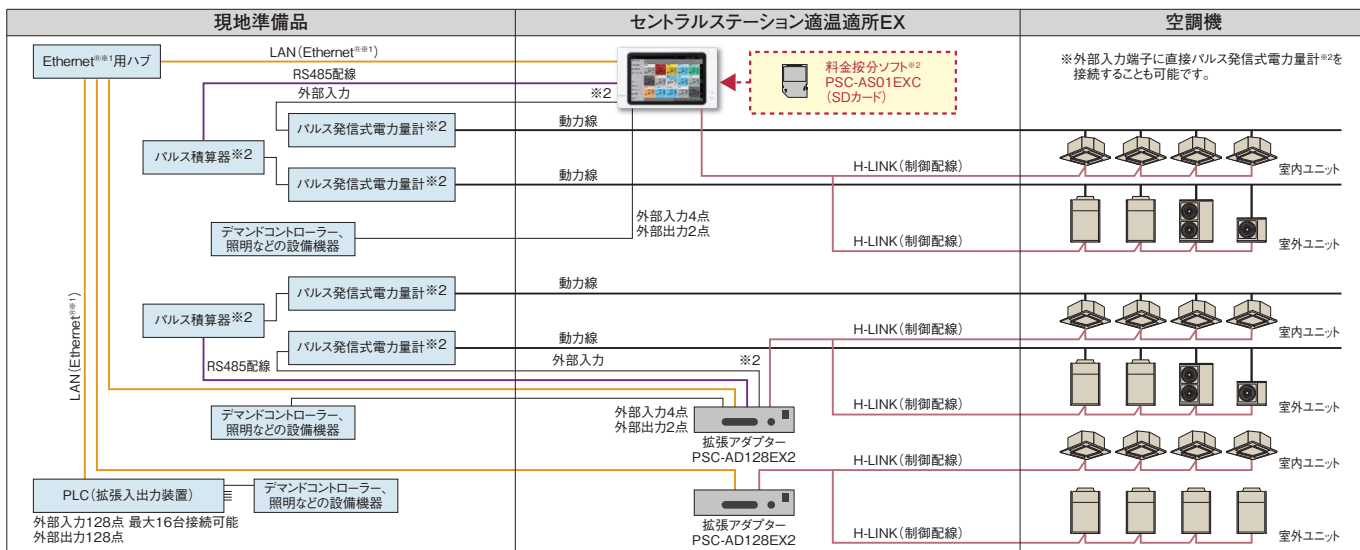 現地準備品
セントラルステーション適温適所EX
空調機
Ethernet®※1用ハブ
LAN(Ethernet®※1)
RS485配線
外部入力
※2
料金按分ソフト※2
PSC-AS01EXC
(SDカード)
※外部入力端子に直接パルス発信式電力量計※2を
接続することも可能です。
パルス発信式電力量計※2
動力線
パルス積算器※2
H-LINK(制御配線)
室内ユニット
パルス発信式電力量計※2
動力線
デマンドコントローラー、
照明などの設備機器
外部入力4点
外部出力2点
H-LINK(制御配線)
室外ユニット
LAN(Ethernet®※1)
パルス発信式電力量計※2
動力線
パルス積算器※2
H-LINK(制御配線)
室内ユニット
パルス発信式電力量計※2
動力線
RS485配線
外部入力
※2
デマンドコントローラー、
照明などの設備機器
外部入力4点
外部出力2点
H-LINK(制御配線)
室外ユニット
拡張アダプター
PSC-AD128EX2
H-LINK(制御配線)
室内ユニット
PLC(拡張入出力装置)
デマンドコントローラー、
照明などの設備機器
外部入力128点 最大16台接続可能
外部出力128点
拡張アダプター
PSC-AD128EX2
H-LINK(制御配線)
室外ユニット